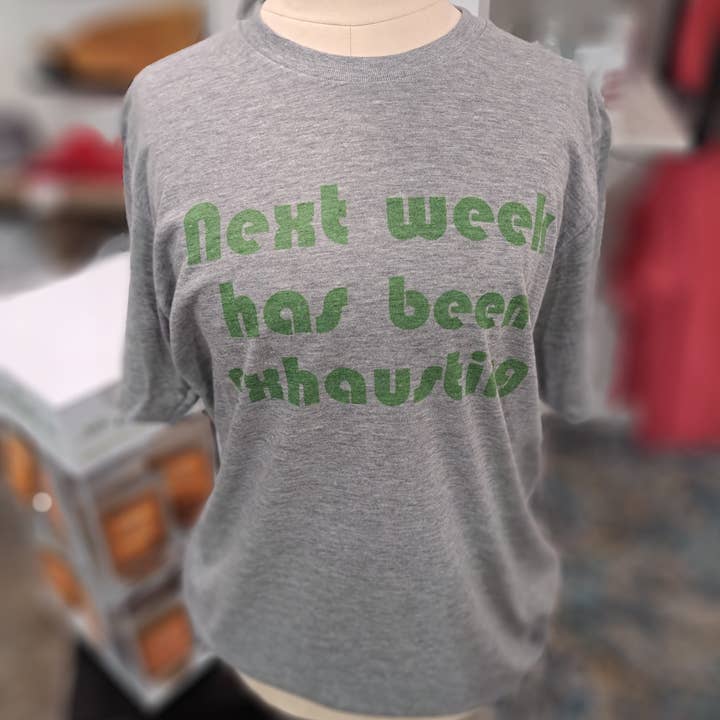 Next week
has been
exhausting